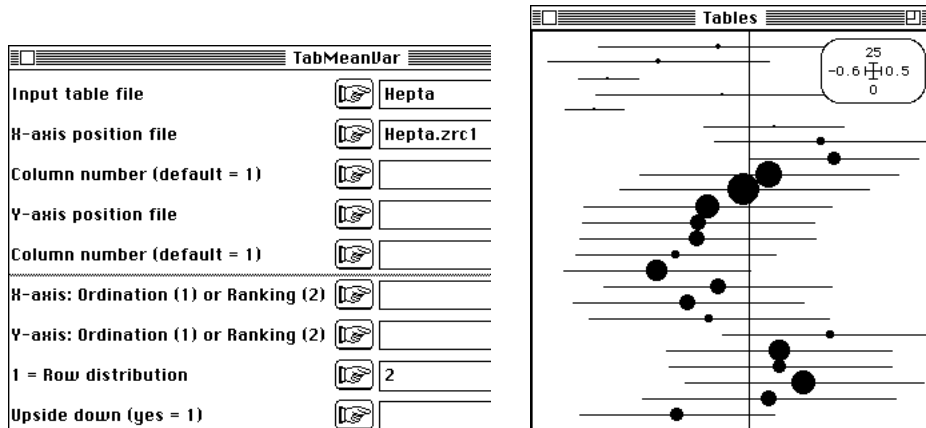 TabMeanVar
Input table file Hepta
X-axis position file Hepta.zrc1
Column number (default = 1)
Y-axis position file
Column number (default = 1)
X-axis: Ordination (1) or Ranking (2)
Y-axis: Ordination (1) or Ranking (2)
1 = Row distribution 2
Upside down (yes = 1)
Tables
25
-0.6 0.5
0